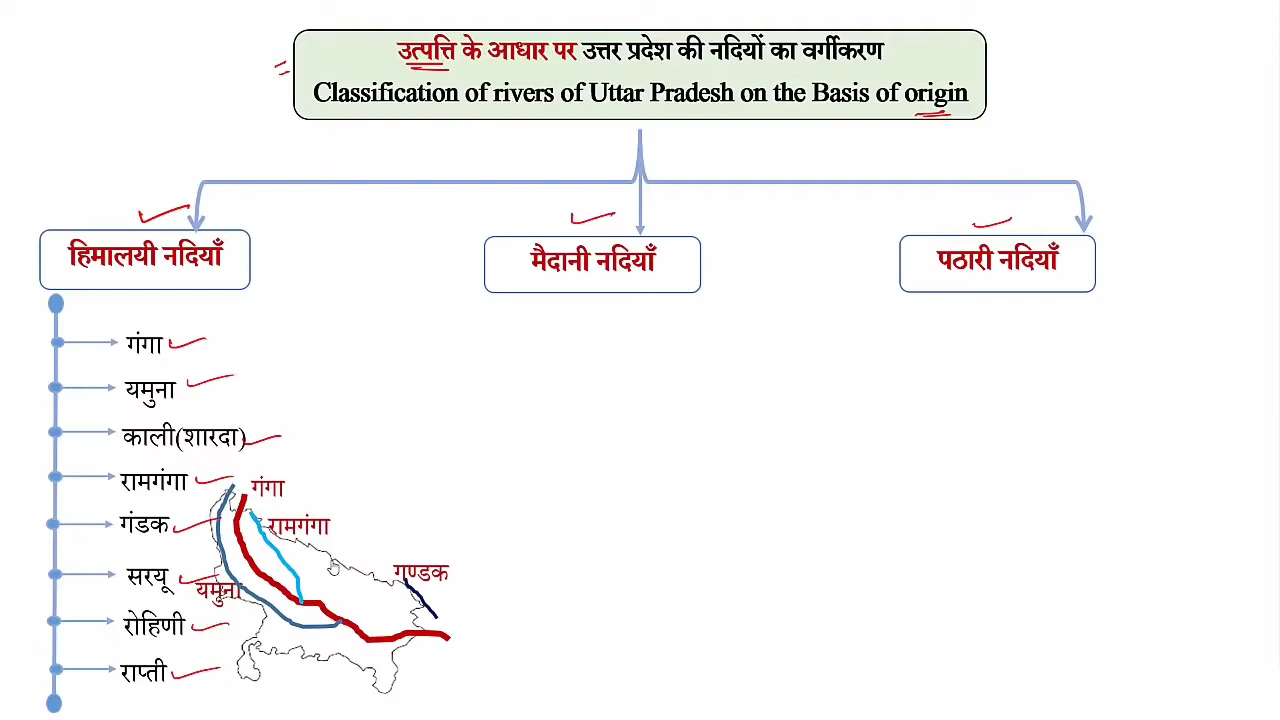 उत्पत्ति के आधार पर उत्तर प्रदेश की नदियों का वर्गीकरण
Classification of rivers of Uttar Pradesh on the Basis of origin
हिमालयी नदियाँ
मैदानी नदियाँ
पठारी नदियाँ
गंगा
यमुना
काली(शारदा)
रामगंगा
गंडक
सरयू
रोहिणी
राप्ती
गंगा
रामगंगा
गण्डक
यमुना